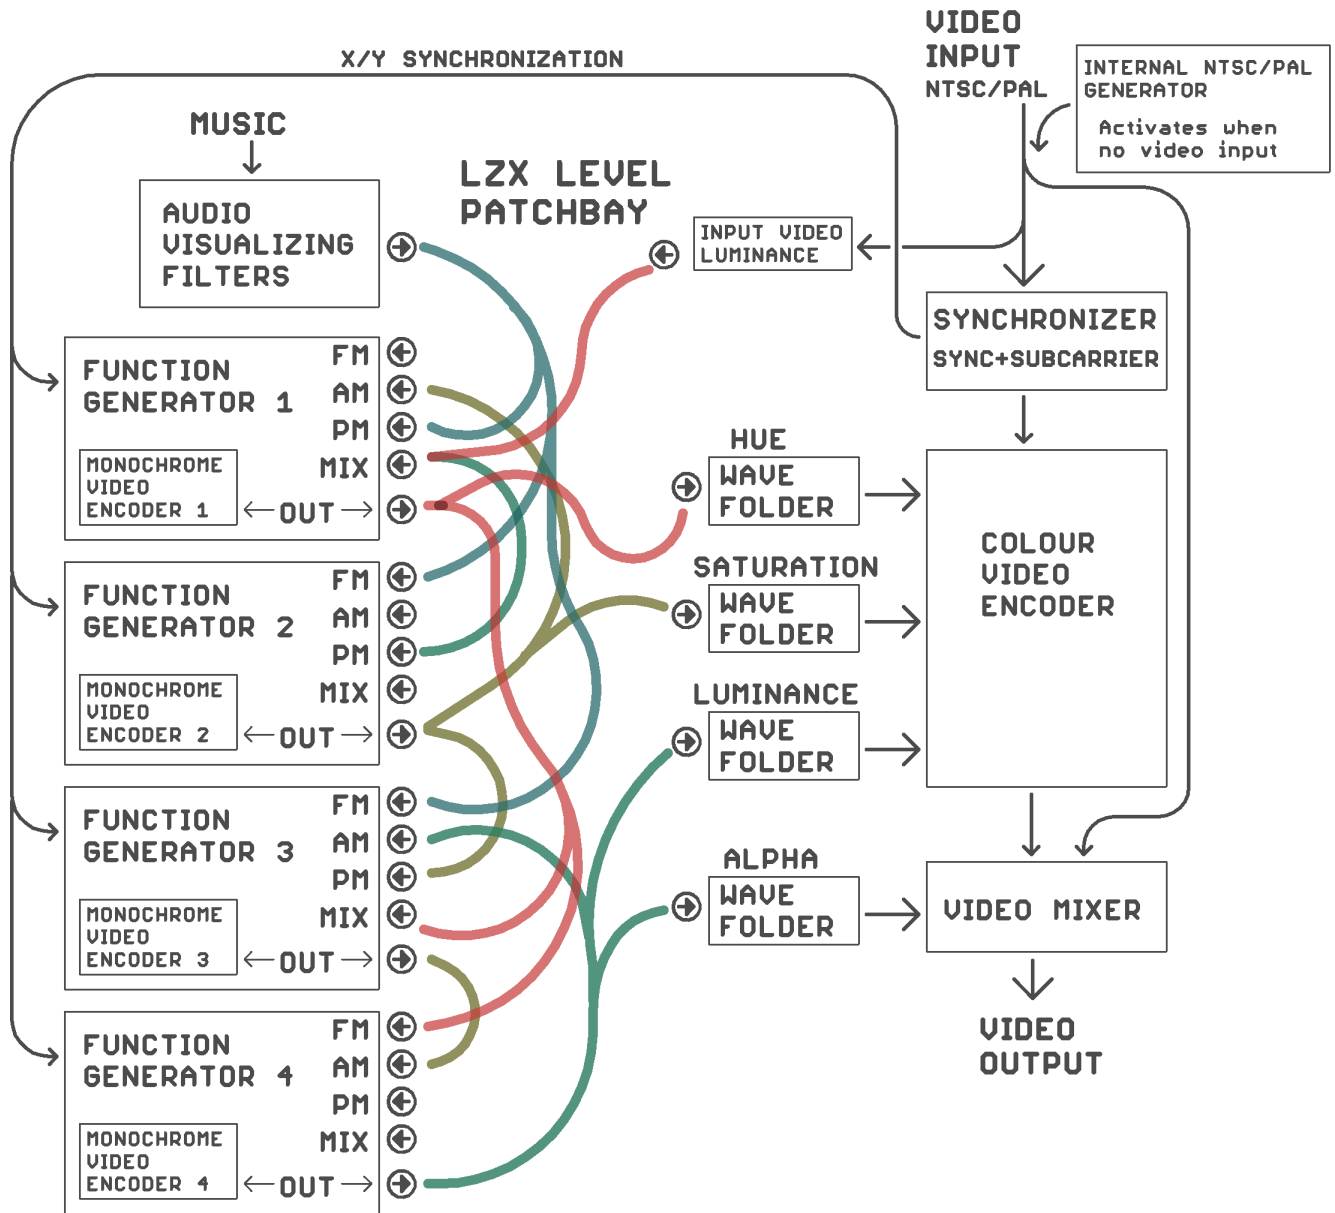 X/Y SYNCHRONIZATION
VIDEO
INPUT
NTSC/PAL
INTERNAL NTSC/PAL
GENERATOR
Activates when
no video input
MUSIC
LZX LEVEL
PATCHBAY
AUDIO
VISUALIZING
FILTERS
INPUT VIDEO
LUMINANCE
SYNCHRONIZER
SYNC+SUBCARRIER
FUNCTION
GENERATOR 1
FM
AM
PM
MIX
OUT
MONOCHROME
VIDEO
ENCODER 1
FUNCTION
GENERATOR 2
FM
AM
PM
MIX
OUT
MONOCHROME
VIDEO
ENCODER 2
FUNCTION
GENERATOR 3
FM
AM
PM
MIX
OUT
MONOCHROME
VIDEO
ENCODER 3
FUNCTION
GENERATOR 4
FM
AM
PM
MIX
OUT
MONOCHROME
VIDEO
ENCODER 4
HUE
WAVE
FOLDER
SATURATION
WAVE
FOLDER
LUMINANCE
WAVE
FOLDER
ALPHA
WAVE
FOLDER
COLOUR
VIDEO
ENCODER
VIDEO MIXER
VIDEO
OUTPUT